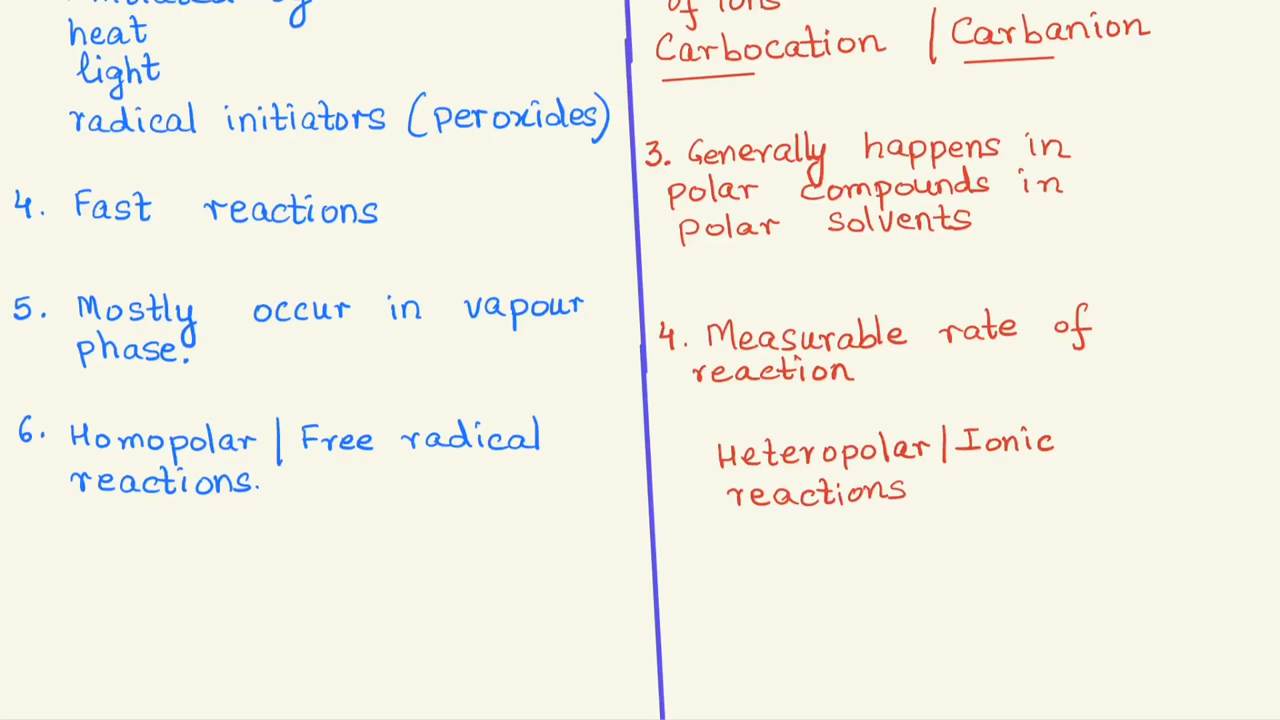 heat
light
radical initiators (peroxides)
4. Fast reactions
5. Mostly occur in vapour
phase.
6. Homopolar | Free radical
reactions.
of ions
Carbocation | Carbanion
3. Generally happens in
polar compounds in
polar solvents
4. Measurable rate of
reaction
Heteropolar | Ionic
reactions